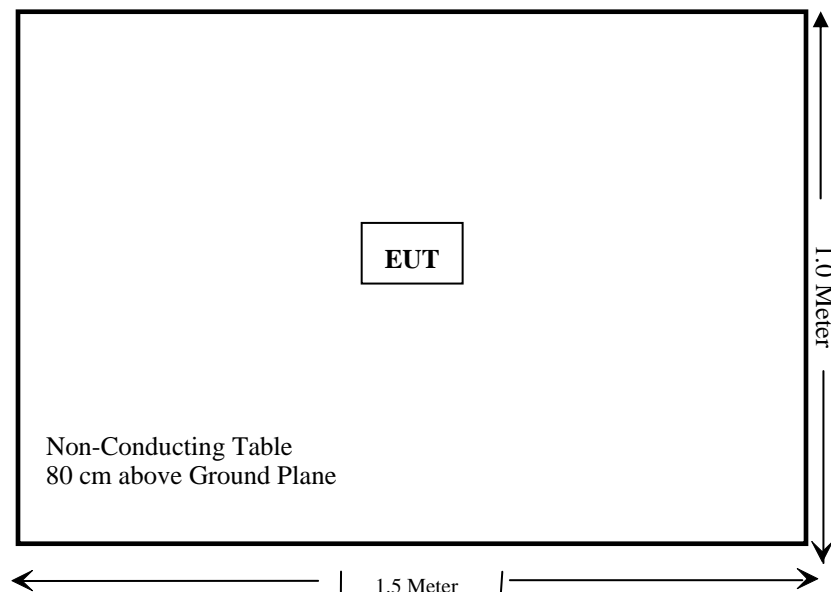 EUT
1.0 Meter
Non-Conducting Table
80 cm above Ground Plane
1.5 Meter